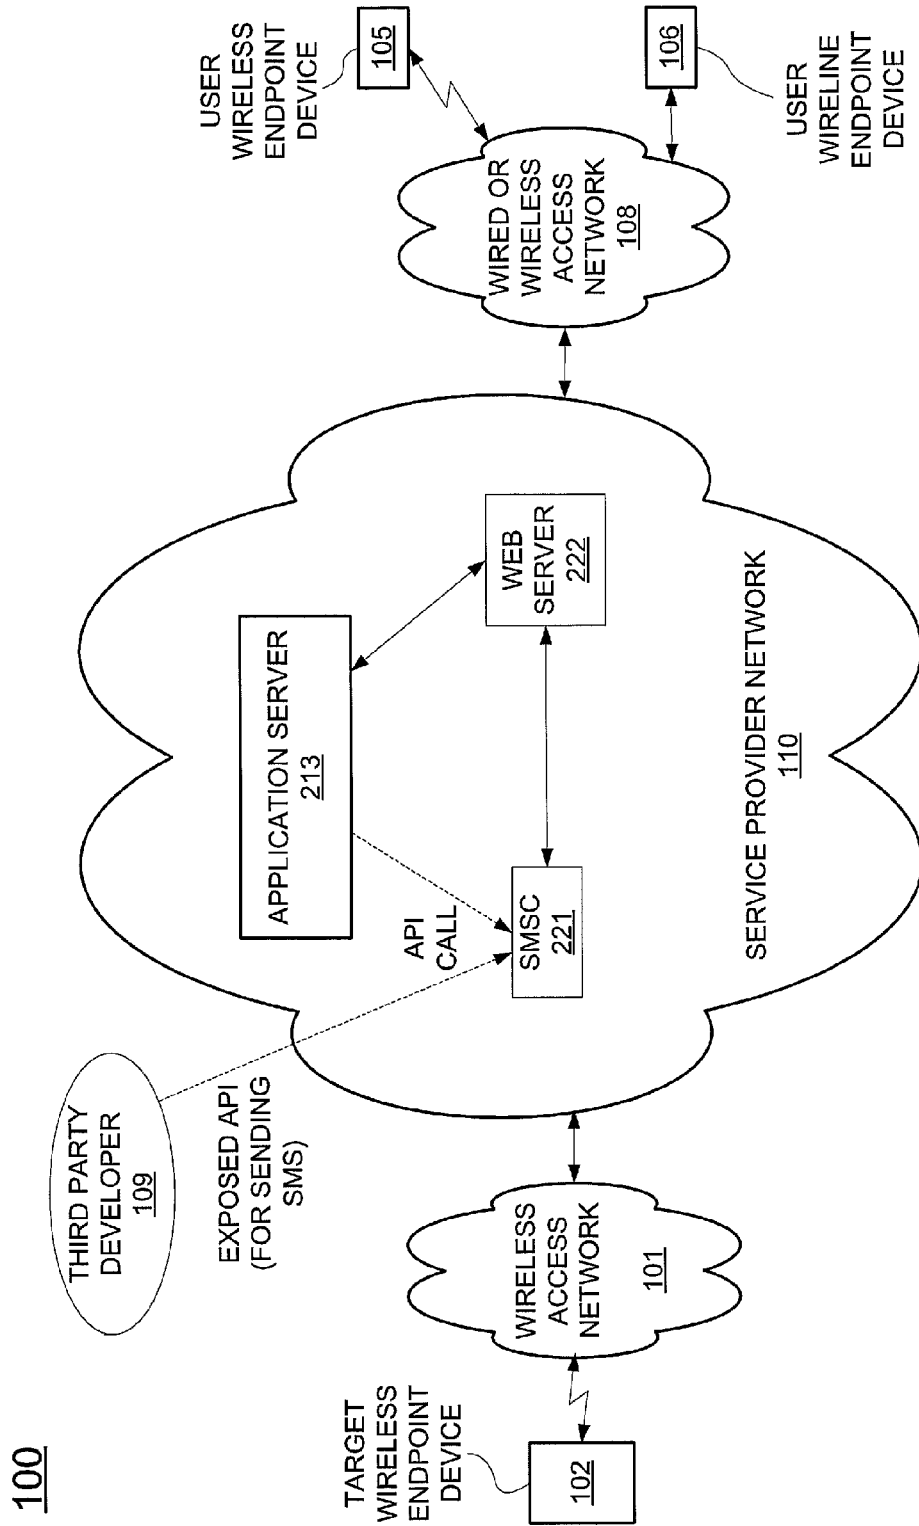 100
THIRD PARTY
DEVELOPER
109
EXPOSED API
(FOR SENDING
SMS)
APPLICATION SERVER
213
API
CALL
SMSC
221
WEB
SERVER
222
SERVICE PROVIDER NETWORK
110
TARGET
WIRELESS
ENDPOINT
DEVICE
102
WIRELESS
ACCESS
NETWORK
101
WIRED OR
WIRELESS
ACCESS
NETWORK
108
USER
WIRELESS
ENDPOINT
DEVICE
105
106
USER
WIRELINE
ENDPOINT
DEVICE